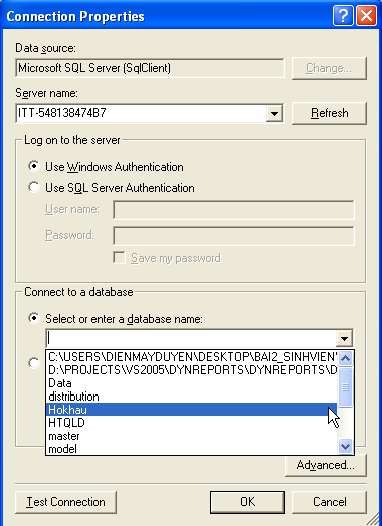 Connection Properties
Data source:
Microsoft SQL Server (SqlClient)
Change...
Server name:
ITT-548138474B7
Refresh
Log on to the server
Use Windows Authentication
Use SQL Server Authentication
User name:
Password:
Save my password
Connect to a database
Select or enter a database name:
C:\USERS\DIENMAYDUYEN\DESKTOP\BAI2_SINHVIEN\
D:\PROJECTS\VS2005\DYNREPORTS\DYNREPORTS\D
Data
distribution
Hokhau
HTQLD
master
model
Advanced...
Test Connection
OK
Cancel